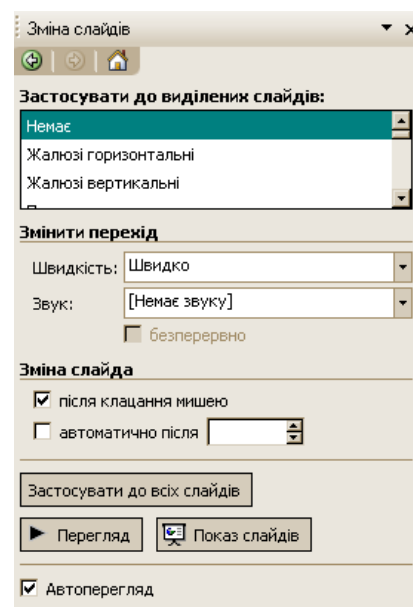 Зміна слайдів
Застосувати до виділених слайдів:
Немає
Жалюзі горизонтальні
Жалюзі вертикальні
Змінити перехід
Швидкість: Швидко
Звук: [Немає звуку]
безперервно
Зміна слайда
після клацання мишею
автоматично після
Застосувати до всіх слайдів
Перегляд Показ слайдів
Автоперегляд